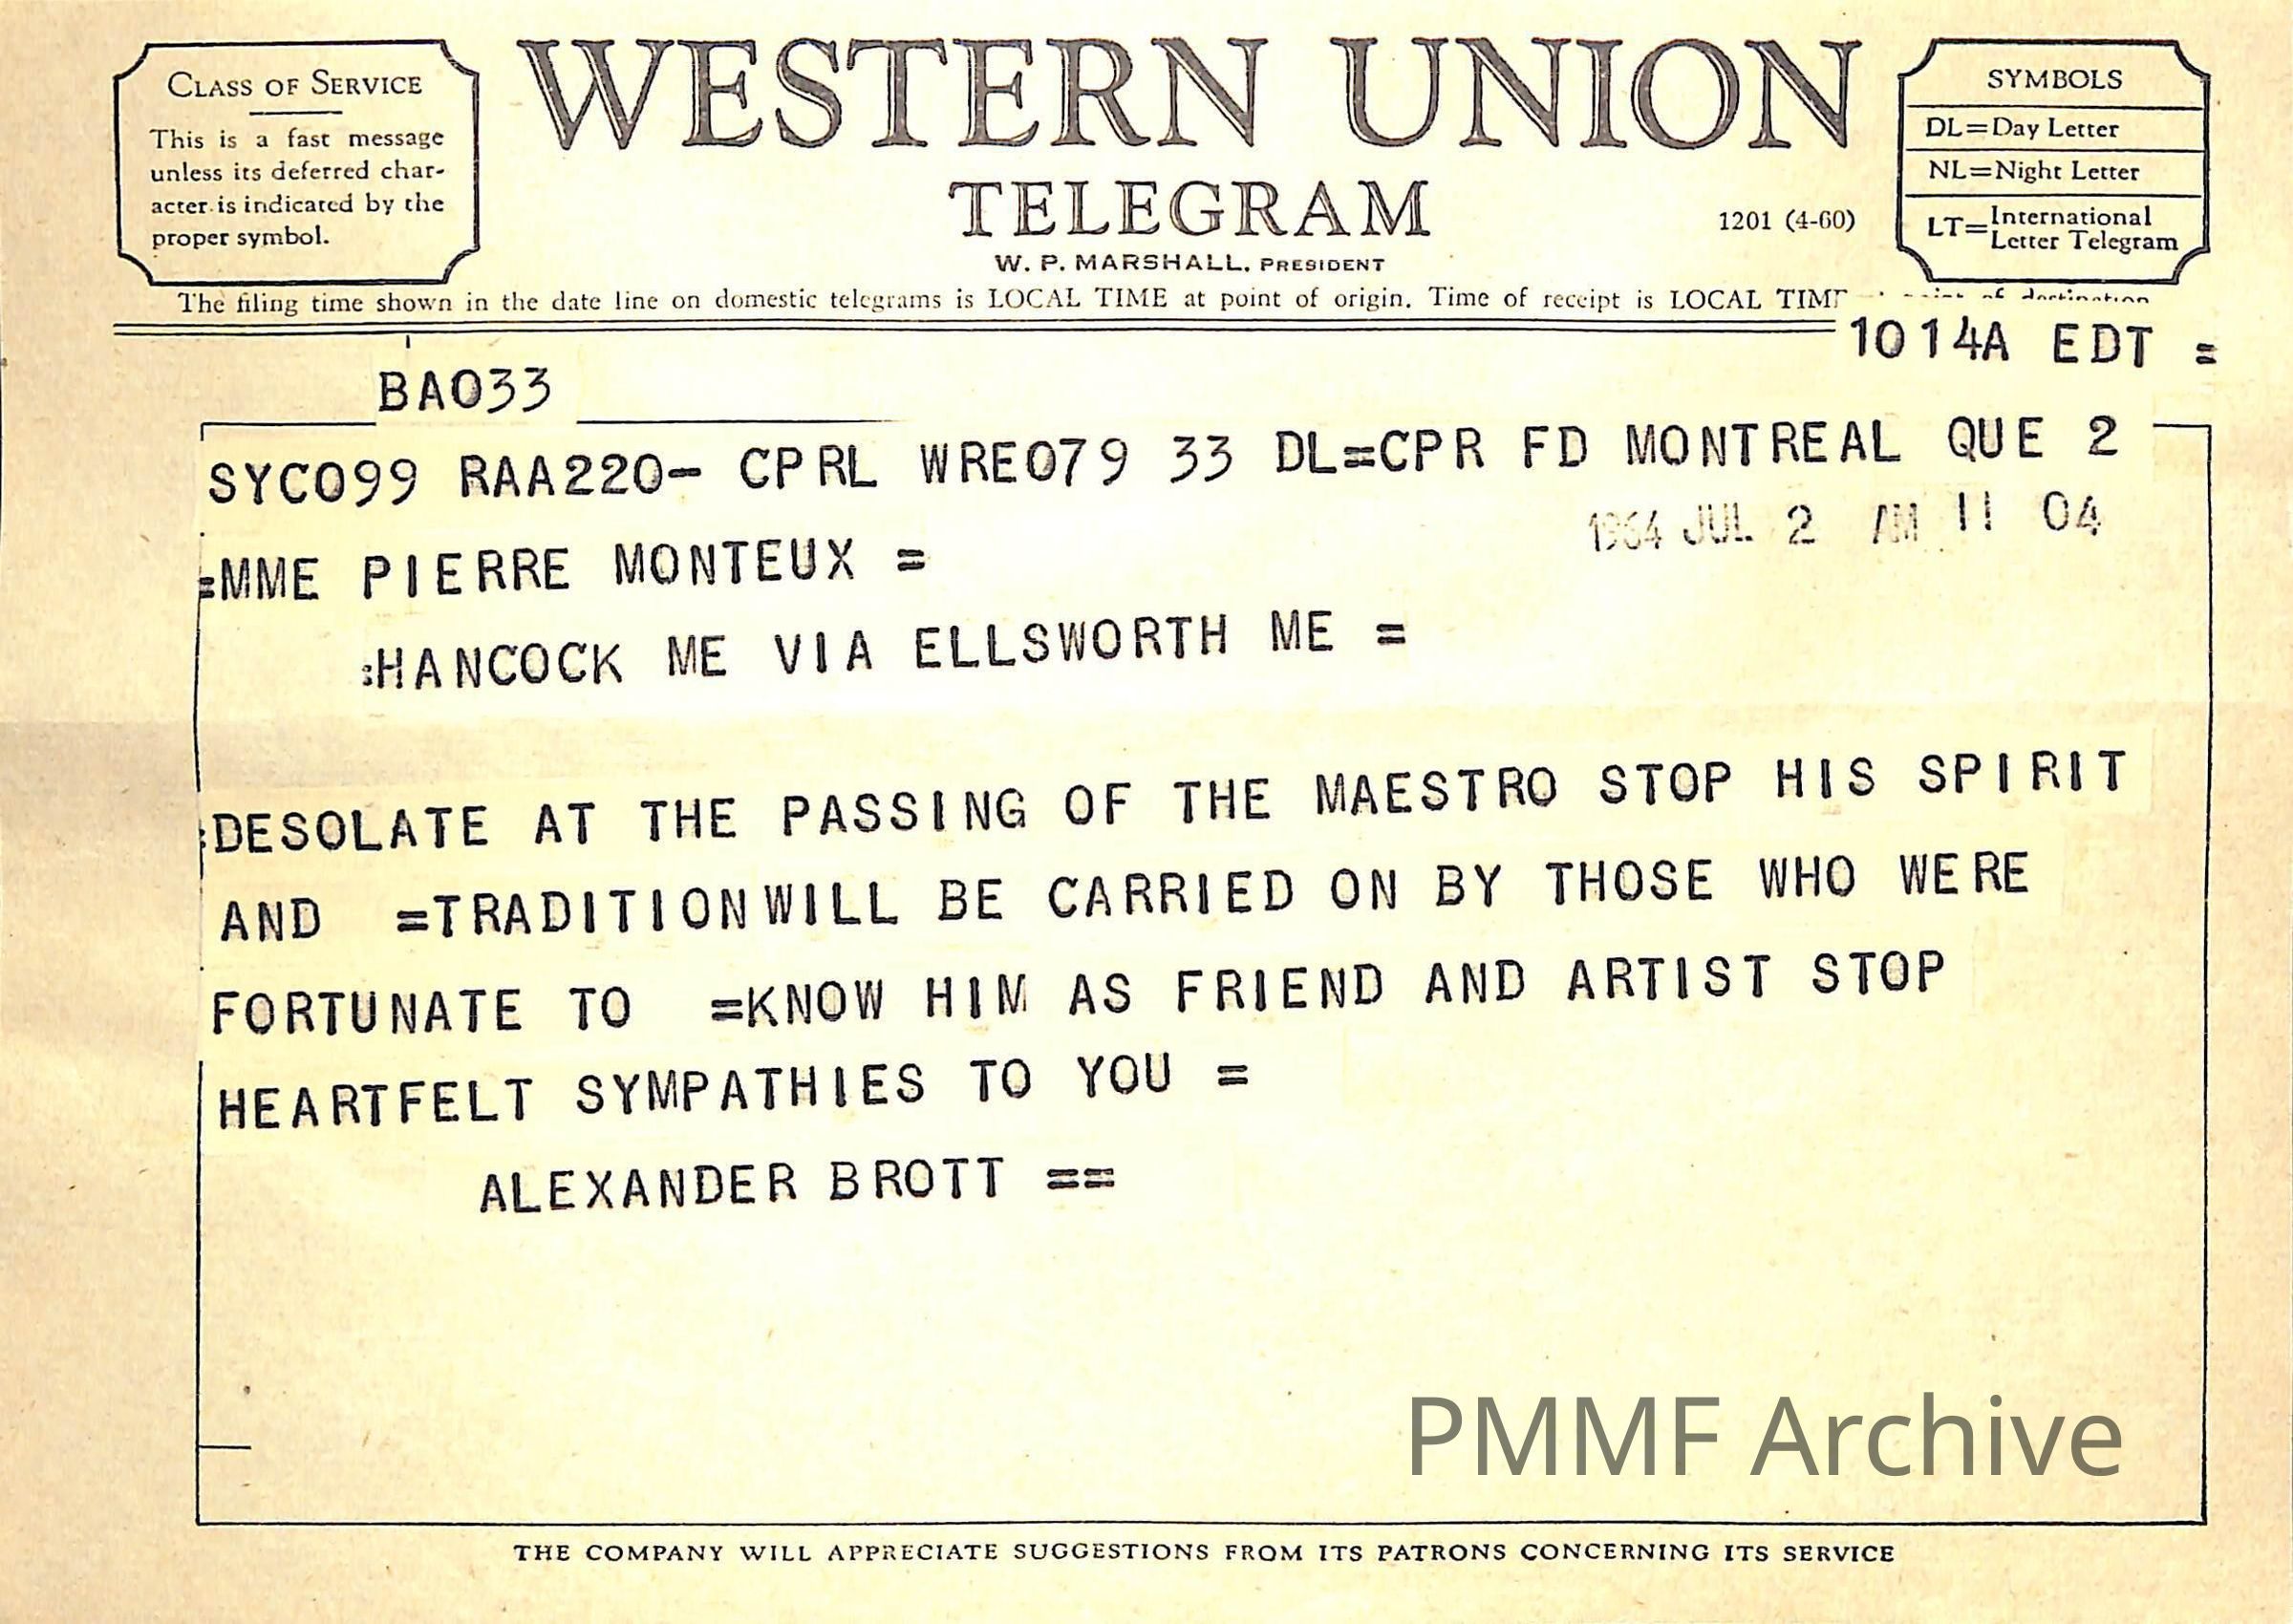 CLASS OF SERVICE
This is a fast message
unless its deferred char-
acter is indicated by the
proper symbol.
WESTERN UNION
TELEGRAM
W. P. MARSHALL, PRESIDENT
1201 (4-60)
SYMBOLS
DL=Day Letter
NL=Night Letter
LT=International
Letter Telegram
The filing time shown in the date line on domestic telegrams is LOCAL TIME at point of origin. Time of receipt is LOCAL TIME point of destination
1014A EDT =
BA033
SYC099 RAA220- CPRL WRE079 33 DL=CPR FD MONTREAL QUE 2
1964 JUL 2 AM 11 04
=MME PIERRE MONTEUX =
:HANCOCK ME VIA ELLSWORTH ME =
:DESOLATE AT THE PASSING OF THE MAESTRO STOP HIS SPIRIT
AND =TRADITIONWILL BE CARRIED ON BY THOSE WHO WERE
FORTUNATE TO =KNOW HIM AS FRIEND AND ARTIST STOP
HEARTFELT SYMPATHIES TO YOU =
ALEXANDER BROTT ==
PMMF Archive
THE COMPANY WILL APPRECIATE SUGGESTIONS FROM ITS PATRONS CONCERNING ITS SERVICE